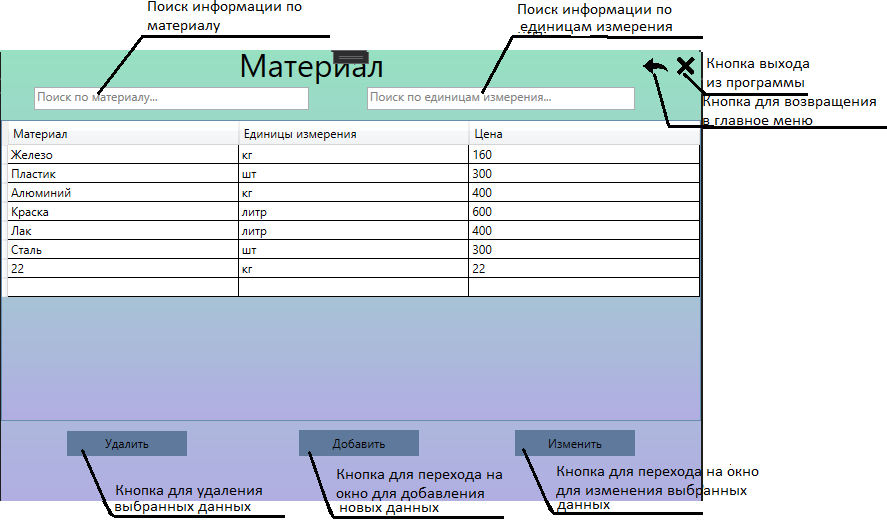 Поиск информации по
материалу
Поиск информации по
единицам измерения
Материал
Кнопка выхода
из программы
Поиск по материалу...
Поиск по единицам измерения...
Кнопка для возвращения
в главное меню
Материал Единицы измерения Цена
Железо кг 160
Пластик шт 300
Алюминий кг 400
Краска литр 600
Лак литр 400
Сталь шт 300
22 кг 22
Удалить Добавить Изменить
Кнопка для удаления
выбранных данных
Кнопка для перехода на
окно для добавления
новых данных
Кнопка для перехода на окно
для изменения выбранных
данных